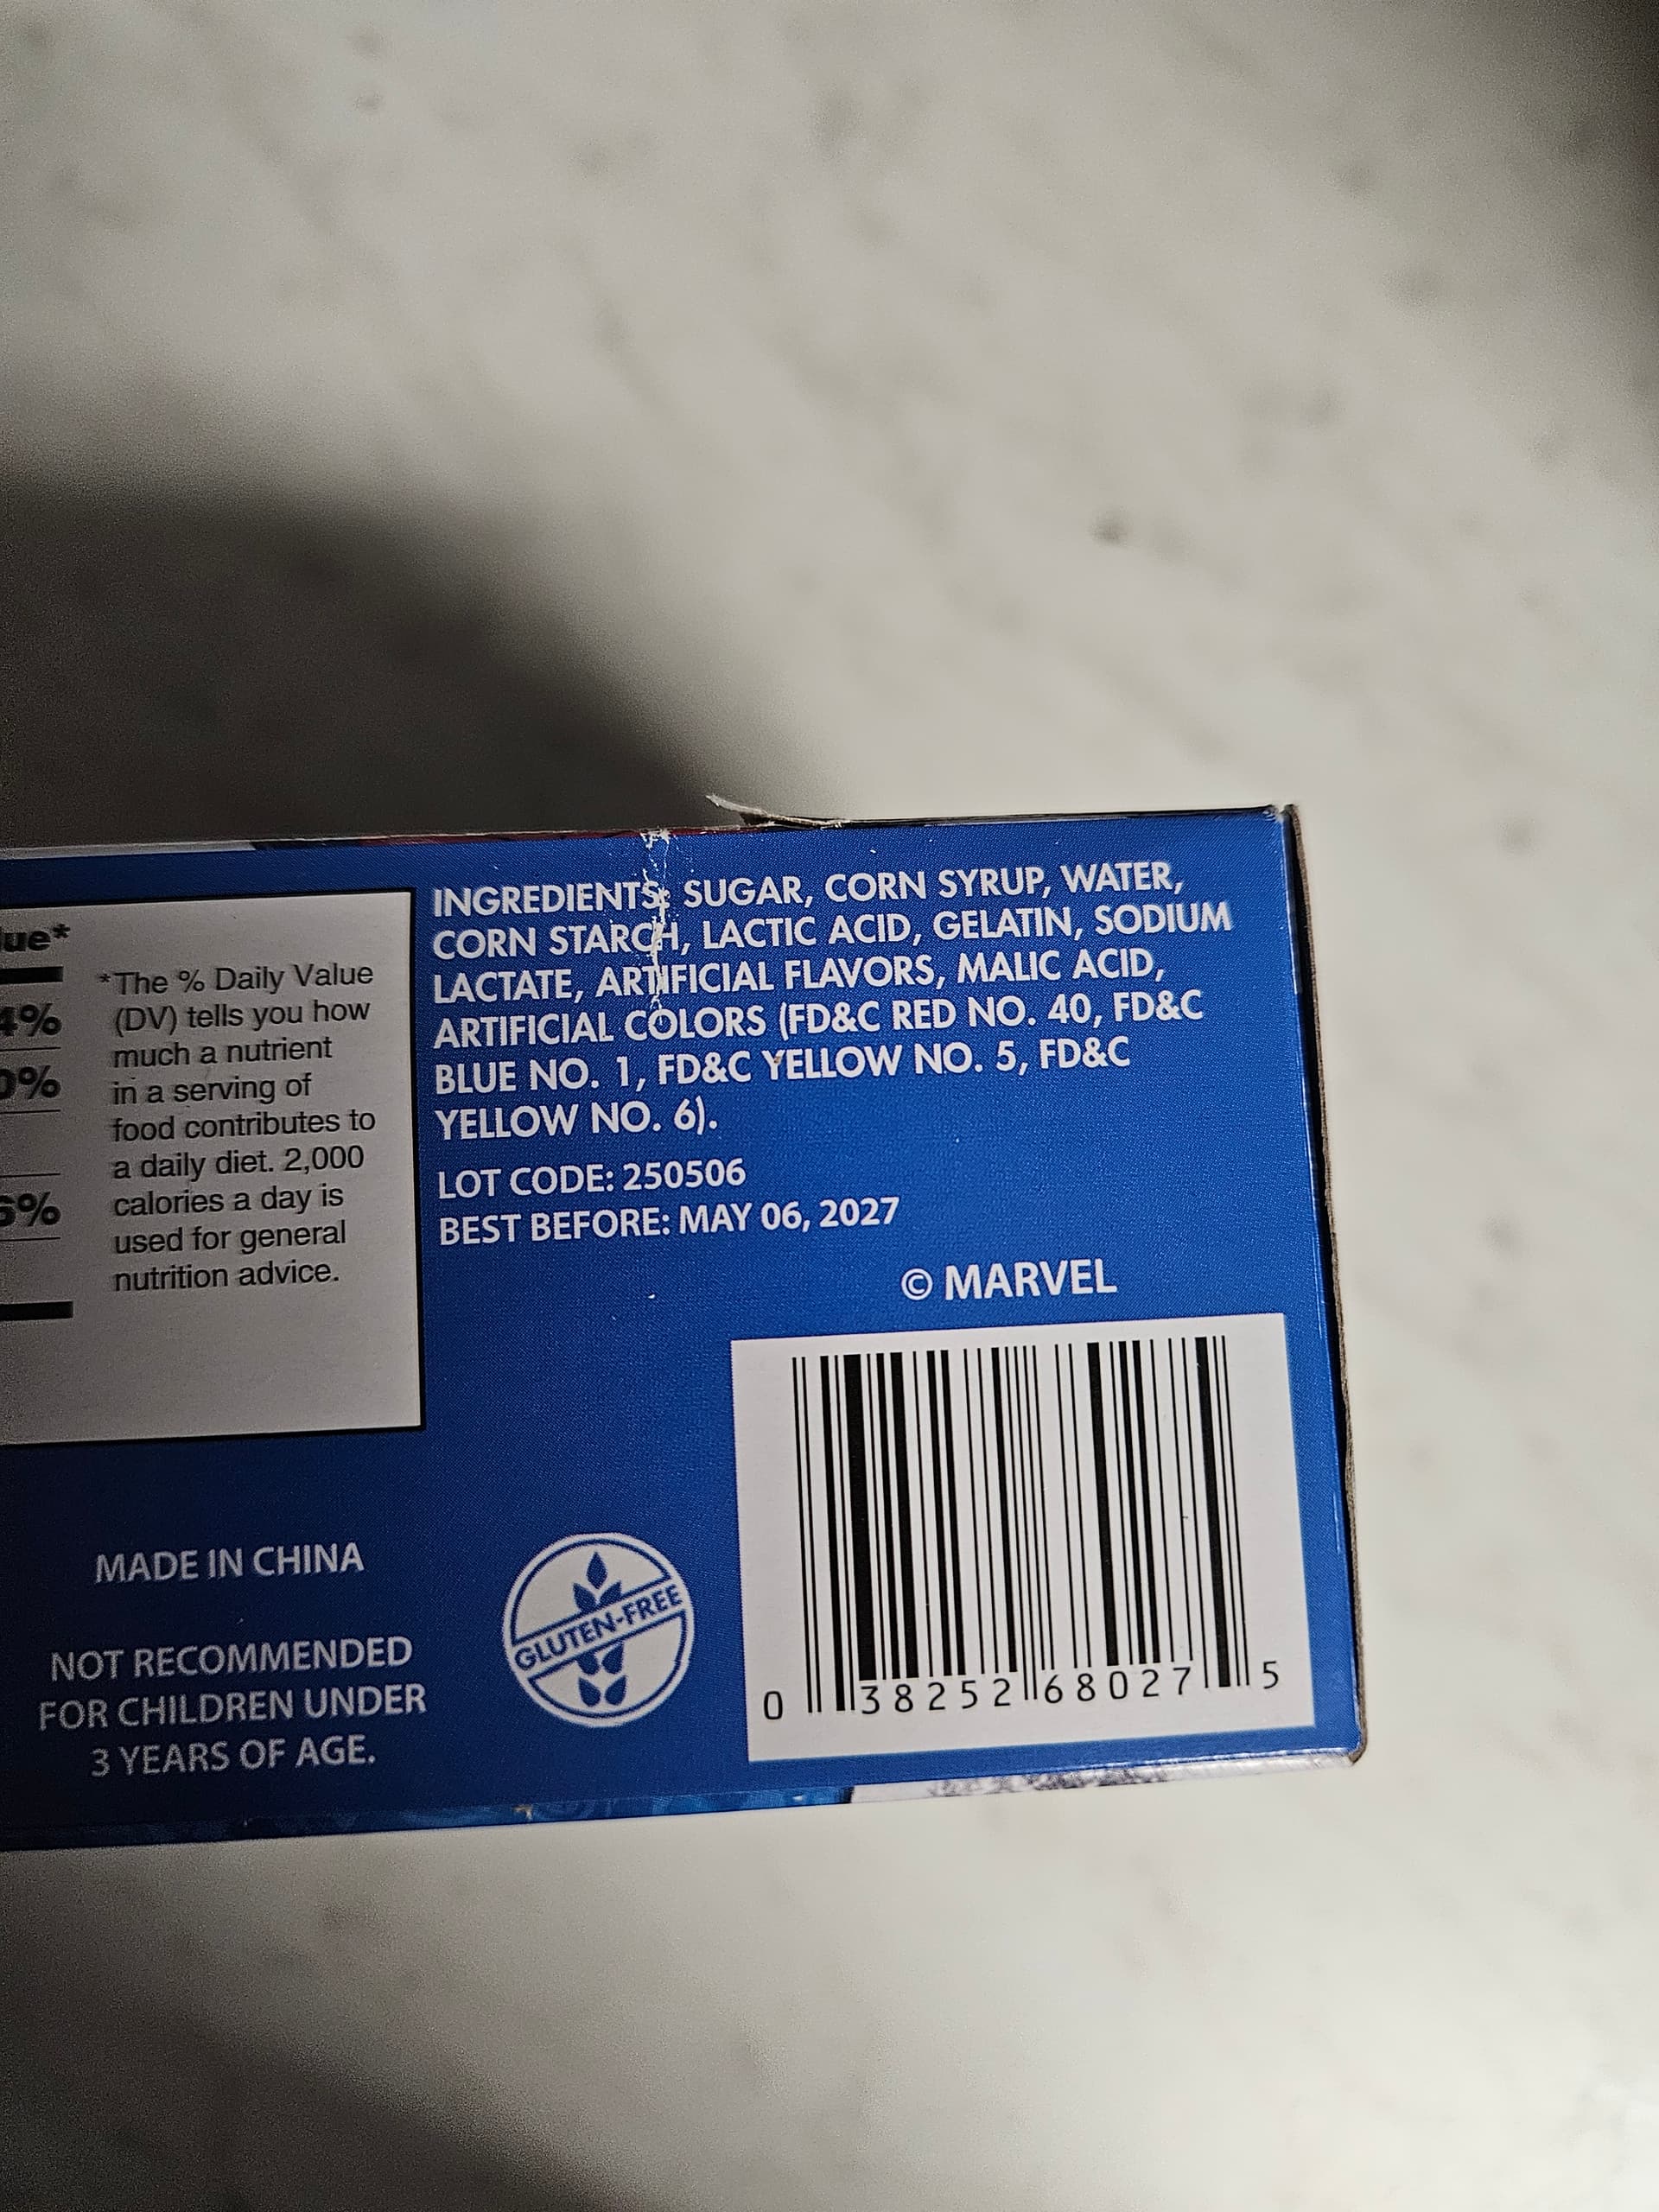 lue*
4%
0%
6%
*The % Daily Value
(DV) tells you how
much a nutrient
in a serving of
food contributes to
a daily diet. 2,000
calories a day is
used for general
nutrition advice.
INGREDIENTS: SUGAR, CORN SYRUP, WATER,
CORN STARCH, LACTIC ACID, GELATIN, SODIUM
LACTATE, ARTIFICIAL FLAVORS, MALIC ACID,
ARTIFICIAL COLORS (FD&C RED NO. 40, FD&C
BLUE NO. 1, FD&C YELLOW NO. 5, FD&C
YELLOW NO. 6).
LOT CODE: 250506
BEST BEFORE: MAY 06, 2027
© MARVEL
MADE IN CHINA
NOT RECOMMENDED
FOR CHILDREN UNDER
3 YEARS OF AGE.
GLUTEN-FREE
0 38252 68027 5